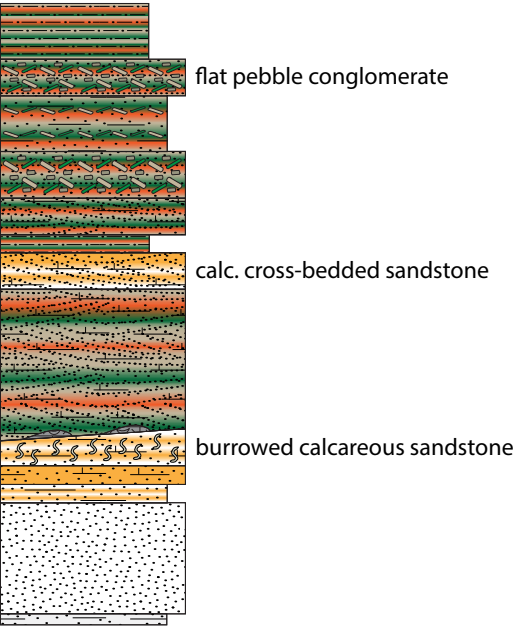 flat pebble conglomerate
calc. cross-bedded sandstone
burrowed calcareous sandstone